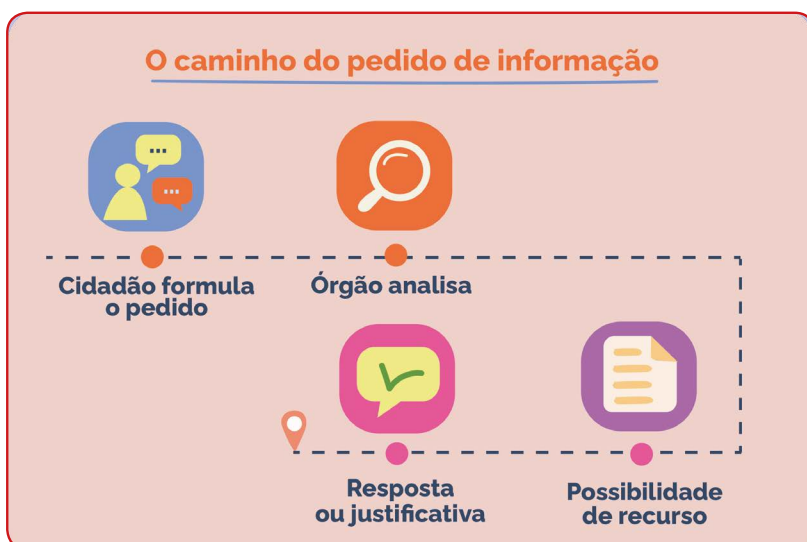 O caminho do pedido de informação
Cidadão formula
o pedido
Órgão analisa
Resposta
ou justificativa
Possibilidade
de recurso